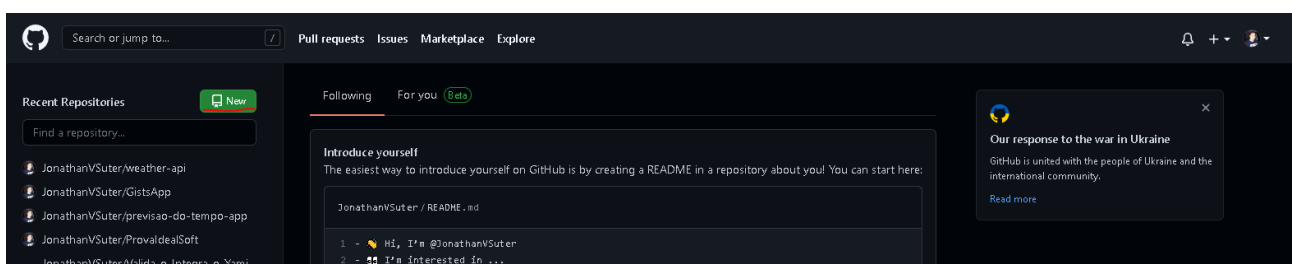 Search or jump to... /
Pull requests Issues Marketplace Explore
Recent Repositories
New
Find a repository...
JonathanVSuter/weather-api
JonathanVSuter/GistsApp
JonathanVSuter/previsao-do-tempo-app
JonathanVSuter/ProvaIdealSoft
Following For you Beta
Introduce yourself
The easiest way to introduce yourself on GitHub is by creating a README in a repository about you! You can start here:
JonathanVSuter / README.md
1 - 👋 Hi, I'm @JonathanVSuter
2 - 👀 I'm interested in ...
Our response to the war in Ukraine
GitHub is united with the people of Ukraine and the
international community.
Read more